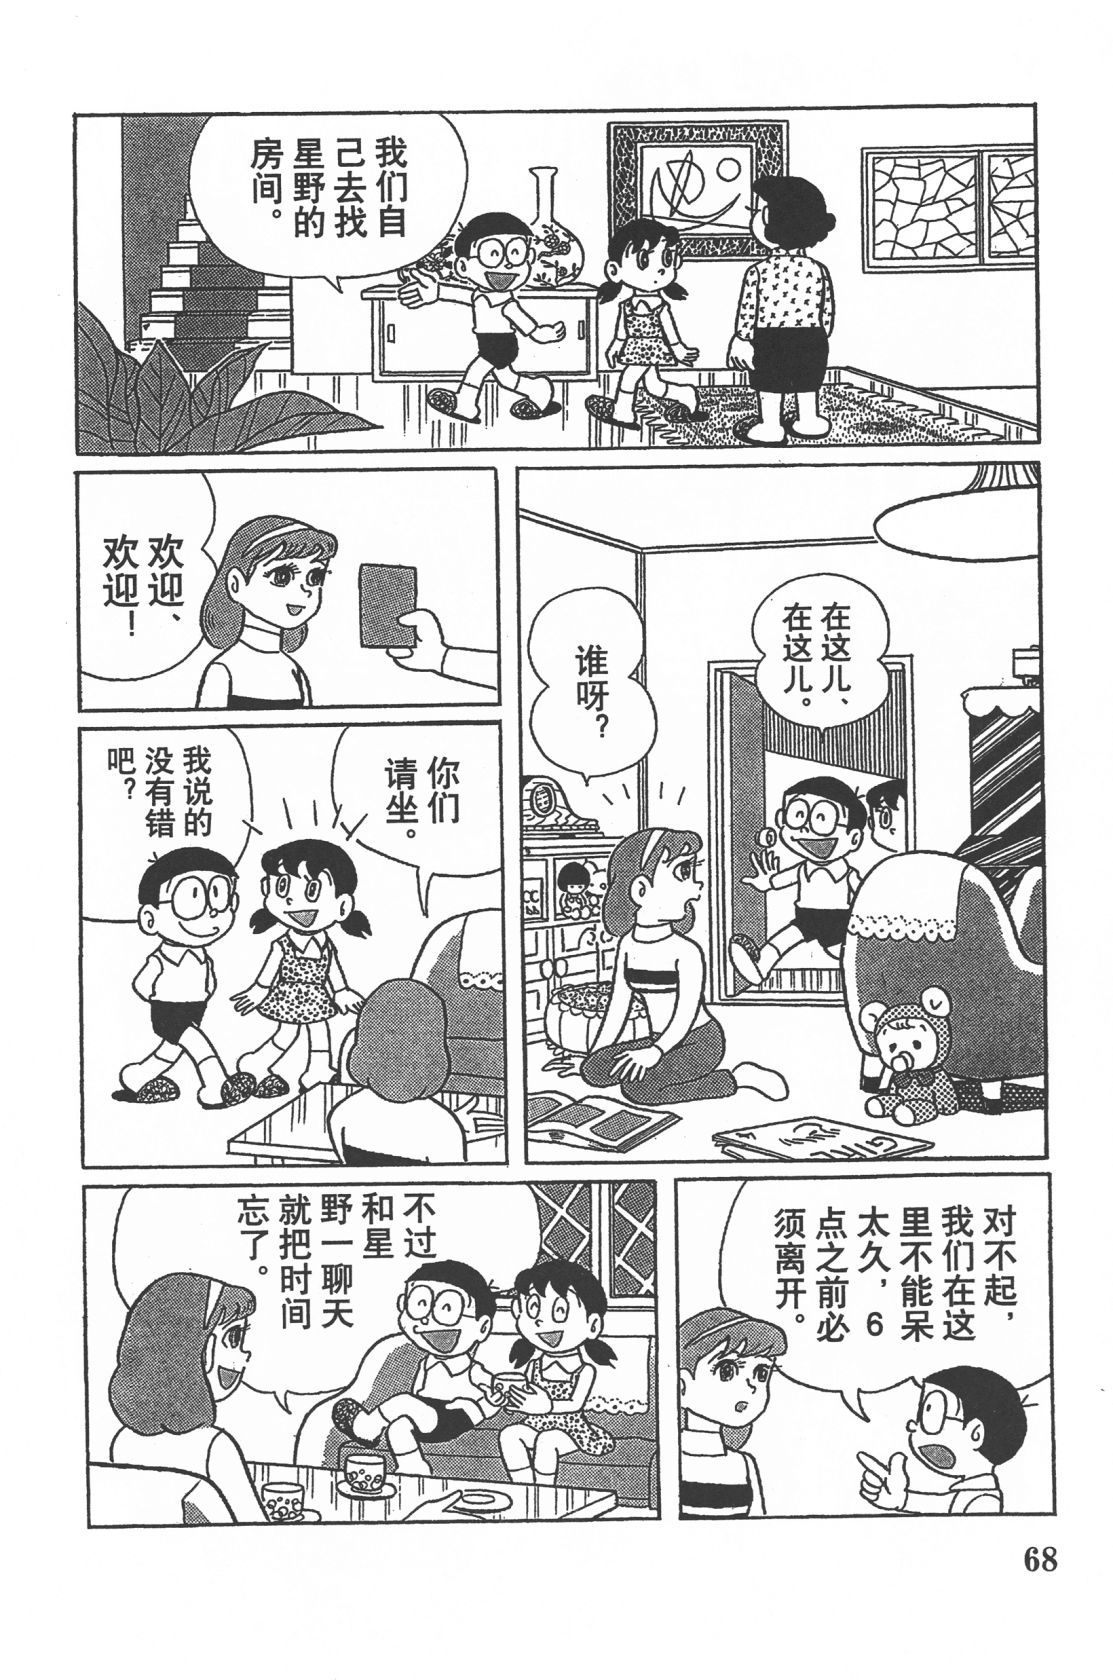 我们自
己去找
星野的
房间。
在这儿、
在这儿。
谁呀?
GIRL
欢迎、
欢迎!
你们
请坐。
我说的
没有错
吧?
对不起,
我们在这
里不能呆
太久,6
点之前必
须离开。
不过
和星
野一聊天
就把时间
忘了。
68